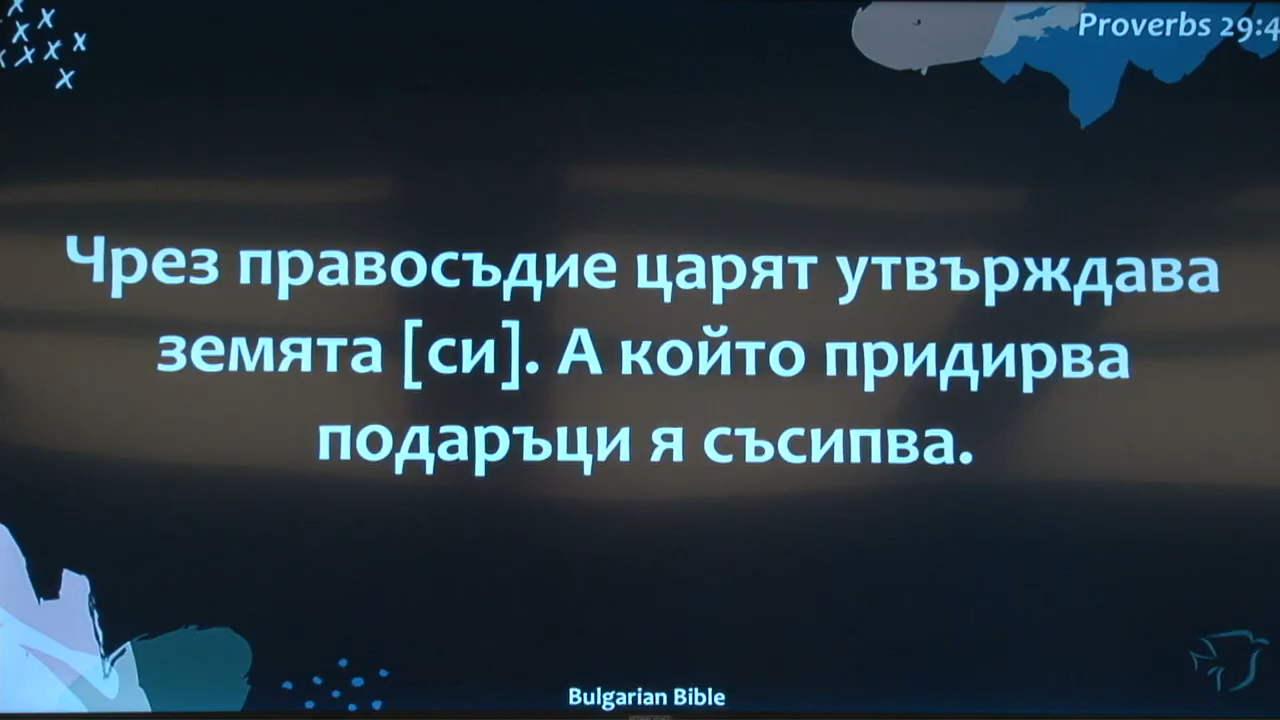 Proverbs 29:4
Чрез правосъдие царят утвърждава
земята [си]. А който придирва
подаръци я съсипва.
Bulgarian Bible